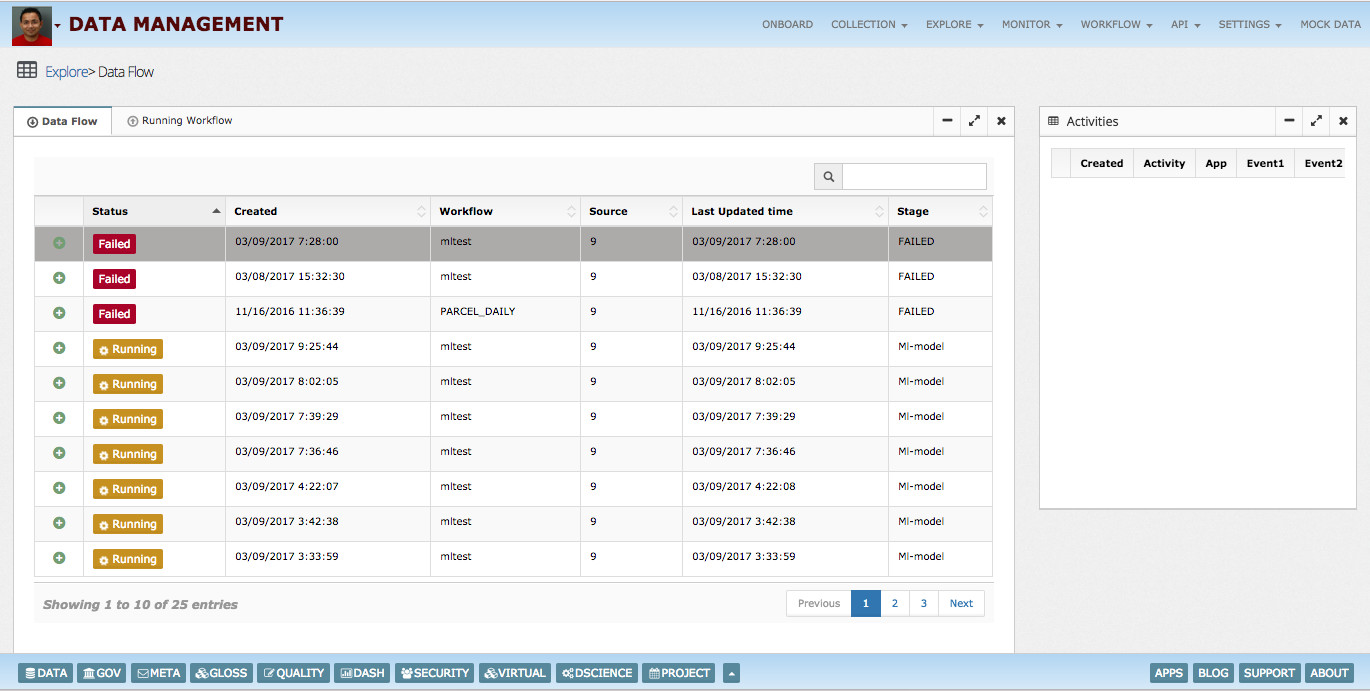 DATA MANAGEMENT
ONBOARD COLLECTION EXPLORE MONITOR WORKFLOW API SETTINGS MOCK DATA
Explore> Data Flow
Data Flow Running Workflow
Activities
Created Activity App Event1 Event2
Status Created Workflow Source Last Updated time Stage
Failed 03/09/2017 7:28:00 mltest 9 03/09/2017 7:28:00 FAILED
Failed 03/08/2017 15:32:30 mltest 9 03/08/2017 15:32:30 FAILED
Failed 11/16/2016 11:36:39 PARCEL_DAILY 9 11/16/2016 11:36:39 FAILED
Running 03/09/2017 9:25:44 mltest 9 03/09/2017 9:25:44 Ml-model
Running 03/09/2017 8:02:05 mltest 9 03/09/2017 8:02:05 Ml-model
Running 03/09/2017 7:39:29 mltest 9 03/09/2017 7:39:29 Ml-model
Running 03/09/2017 7:36:46 mltest 9 03/09/2017 7:36:46 Ml-model
Running 03/09/2017 4:22:07 mltest 9 03/09/2017 4:22:08 Ml-model
Running 03/09/2017 3:42:38 mltest 9 03/09/2017 3:42:38 Ml-model
Running 03/09/2017 3:33:59 mltest 9 03/09/2017 3:33:59 Ml-model
Showing 1 to 10 of 25 entries
Previous 1 2 3 Next
DATA GOV META GLOSS QUALITY DASH SECURITY VIRTUAL DSCIENCE PROJECT
APPS BLOG SUPPORT ABOUT